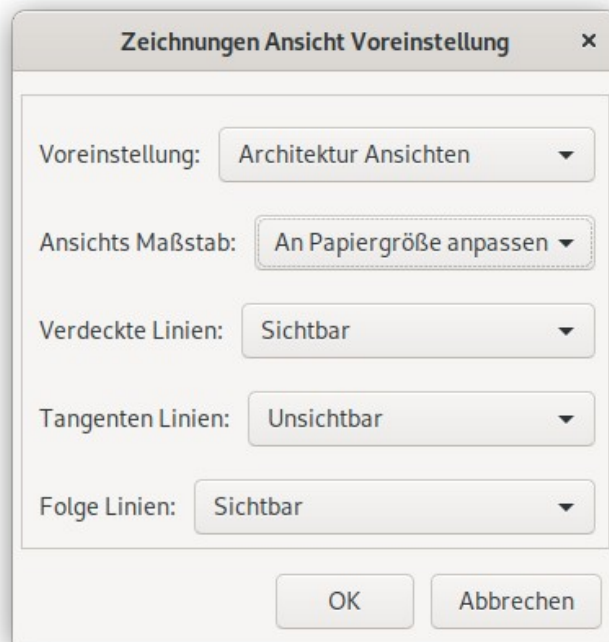 Zeichnungen Ansicht Voreinstellung ×
Voreinstellung: Architektur Ansichten
Ansichts Maßstab: An Papiergröße anpassen
Verdeckte Linien: Sichtbar
Tangenten Linien: Unsichtbar
Folge Linien: Sichtbar
OK Abbrechen